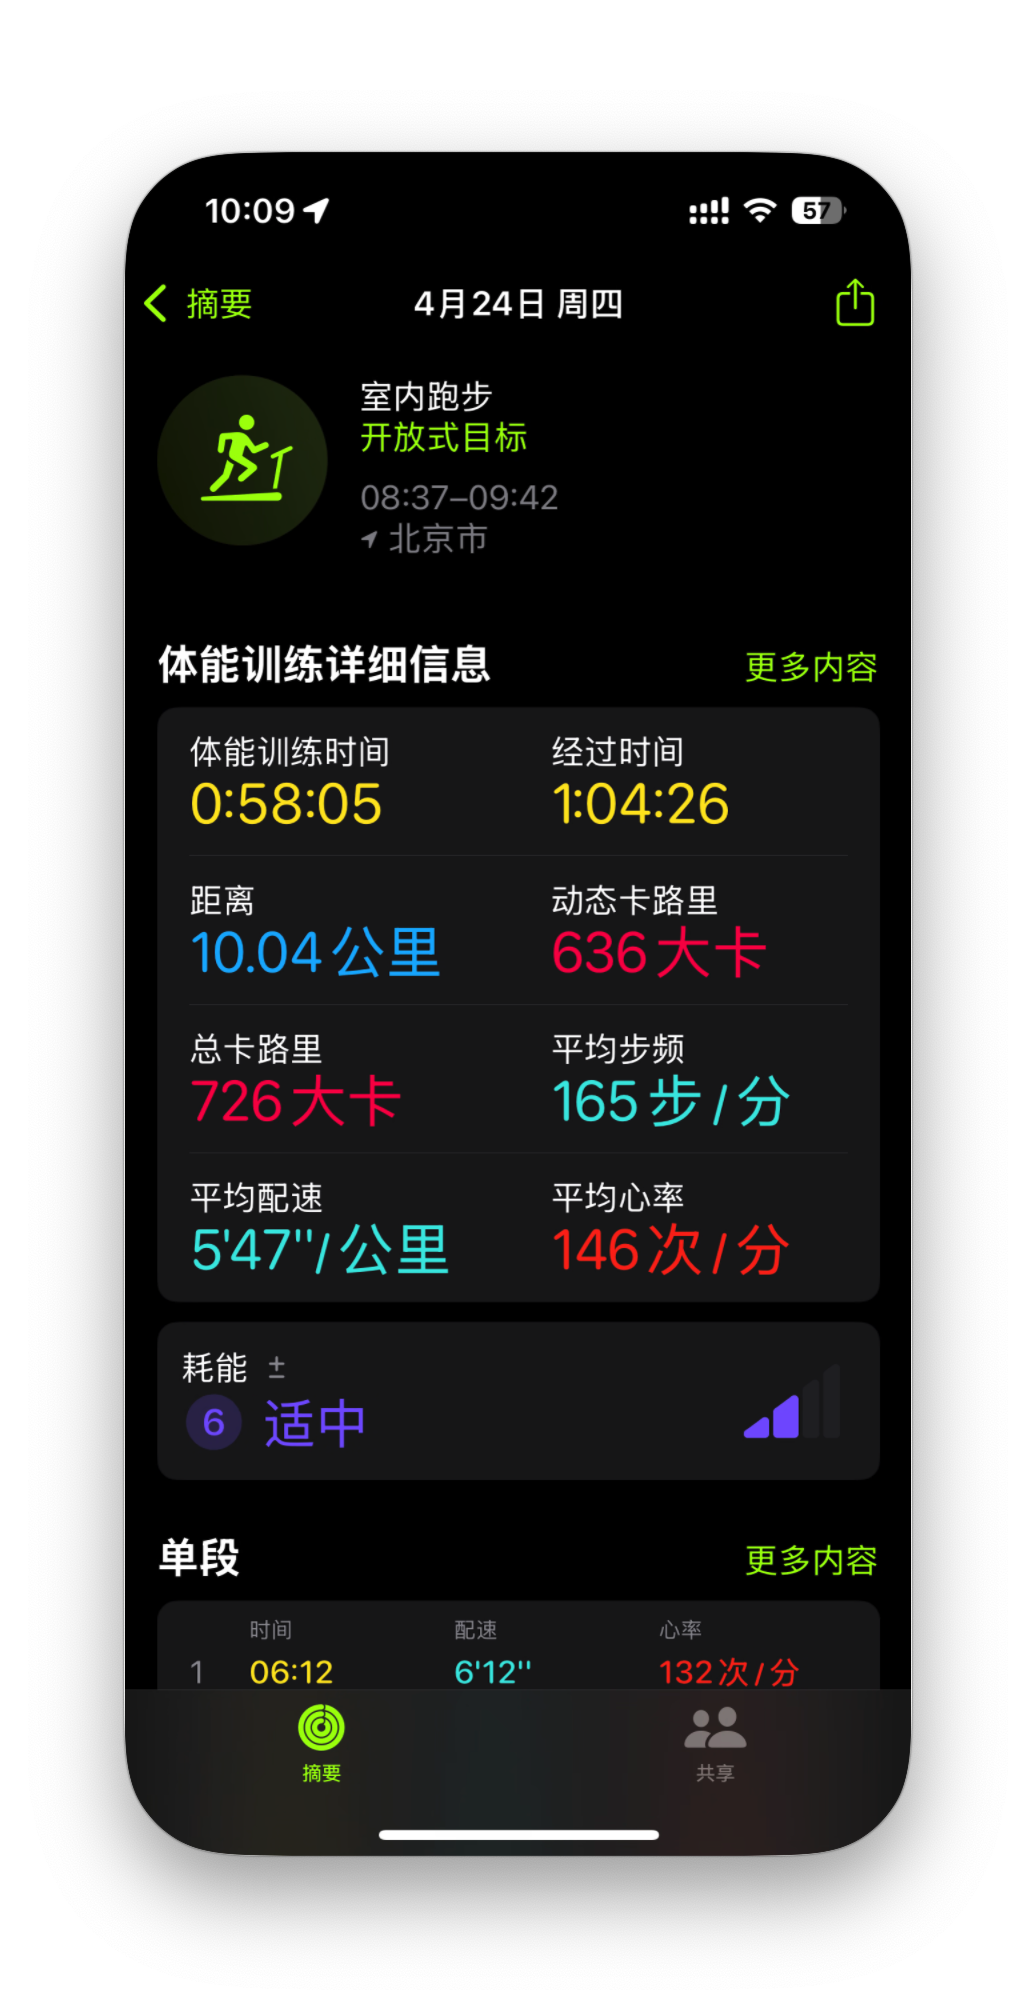 10:09
57
摘要
4月24日 周四
室内跑步
开放式目标
08:37–09:42
北京市
体能训练详细信息
更多内容
体能训练时间
经过时间
0:58:05
1:04:26
距离
动态卡路里
10.04公里
636大卡
总卡路里
平均步频
726大卡
165步/分
平均配速
平均心率
5'47''/公里
146次/分
耗能 ±
6 适中
单段
更多内容
时间 配速 心率
1 06:12 6'12'' 132次/分
摘要
共享